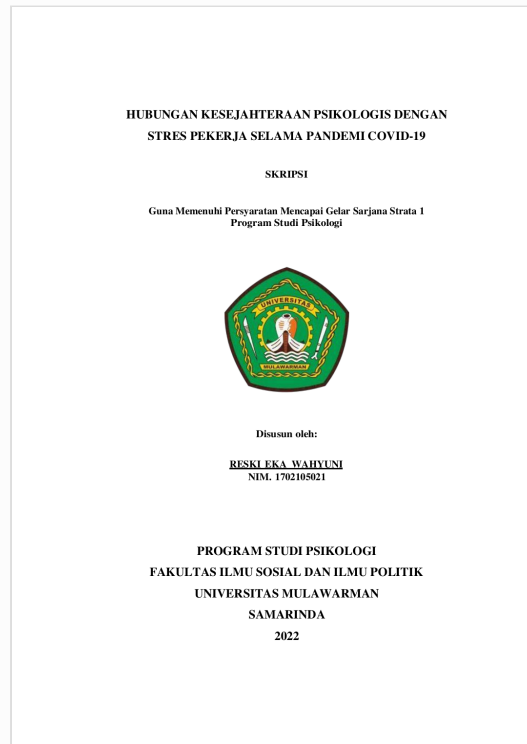 HUBUNGAN KESEJAHTERAAN PSIKOLOGIS DENGAN
STRES PEKERJA SELAMA PANDEMI COVID-19
SKRIPSI
Guna Memenuhi Persyaratan Mencapai Gelar Sarjana Strata 1
Program Studi Psikologi
UNIVERSITAS
MULAWARMAN
Disusun oleh:
RESKI EKA WAHYUNI
NIM. 1702105021
PROGRAM STUDI PSIKOLOGI
FAKULTAS ILMU SOSIAL DAN ILMU POLITIK
UNIVERSITAS MULAWARMAN
SAMARINDA
2022